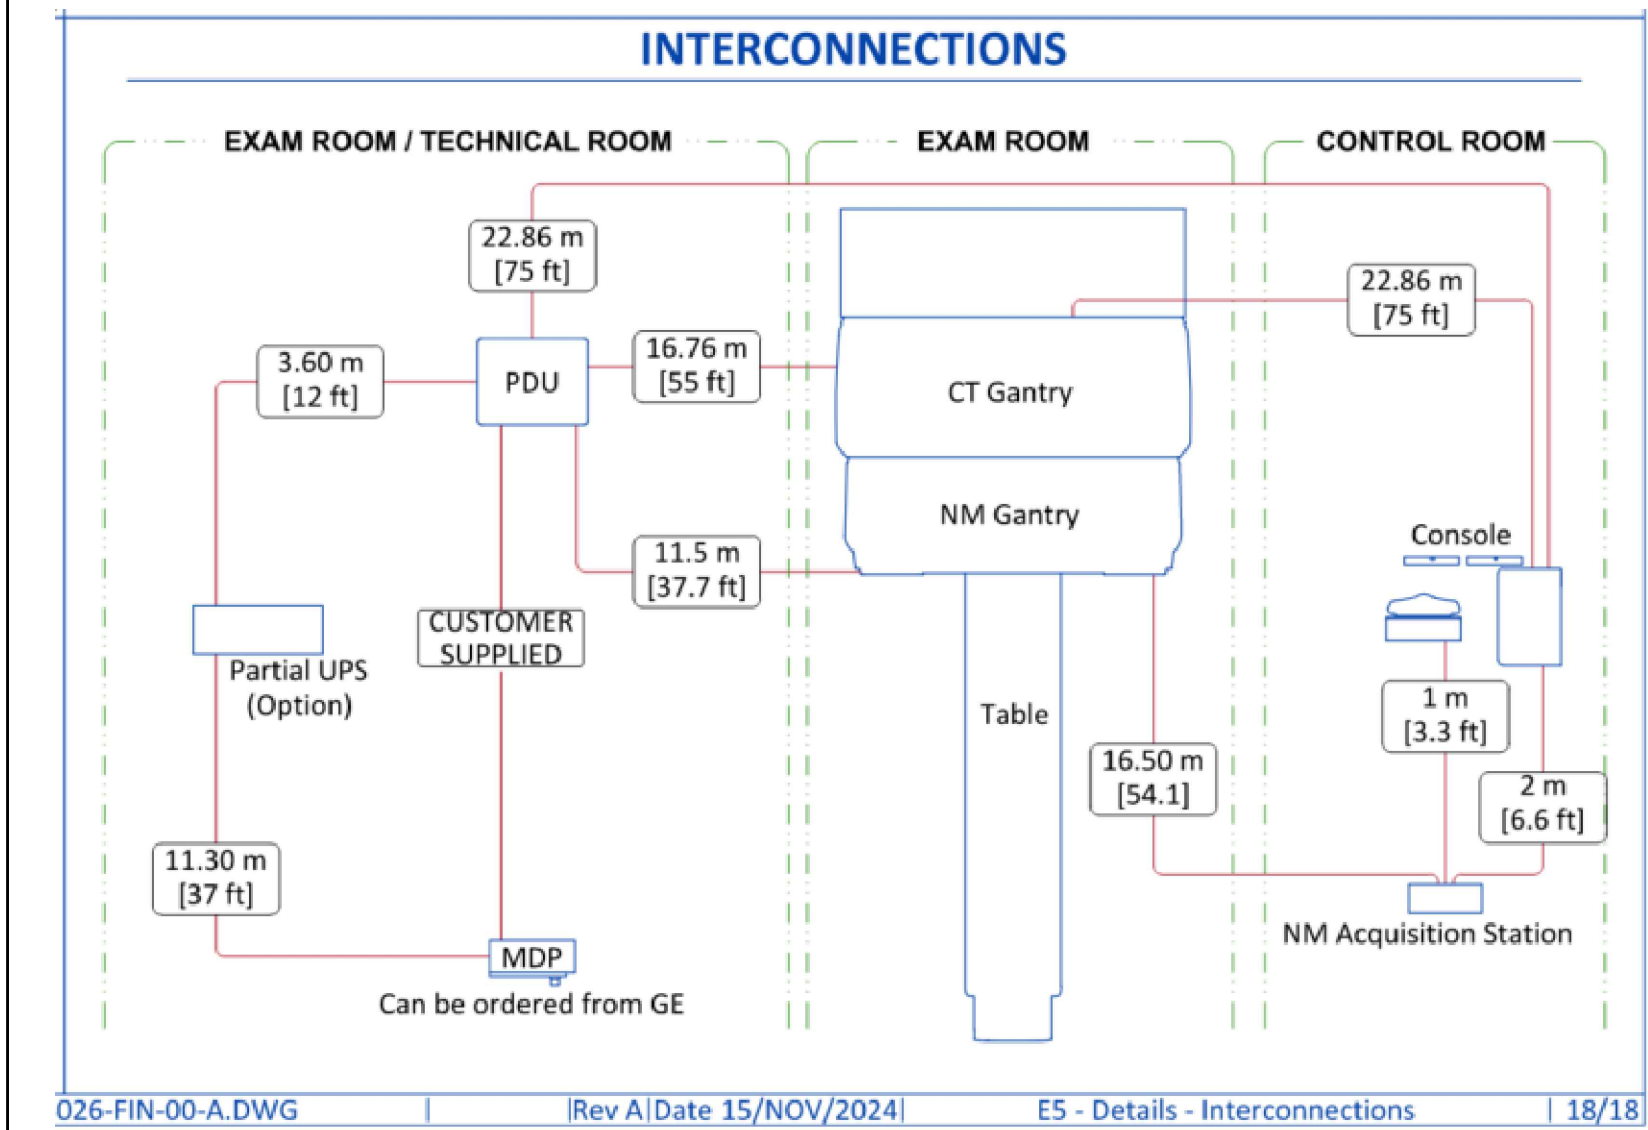 INTERCONNECTIONS
EXAM ROOM / TECHNICAL ROOM
EXAM ROOM
CONTROL ROOM
22.86 m
[75 ft]
22.86 m
[75 ft]
3.60 m
[12 ft]
PDU
16.76 m
[55 ft]
CT Gantry
NM Gantry
11.5 m
[37.7 ft]
Console
CUSTOMER
SUPPLIED
Partial UPS
(Option)
Table
1 m
[3.3 ft]
16.50 m
[54.1]
2 m
[6.6 ft]
11.30 m
[37 ft]
MDP
Can be ordered from GE
NM Acquisition Station
026-FIN-00-A.DWG | |Rev A|Date 15/NOV/2024| E5 - Details - Interconnections | 18/18